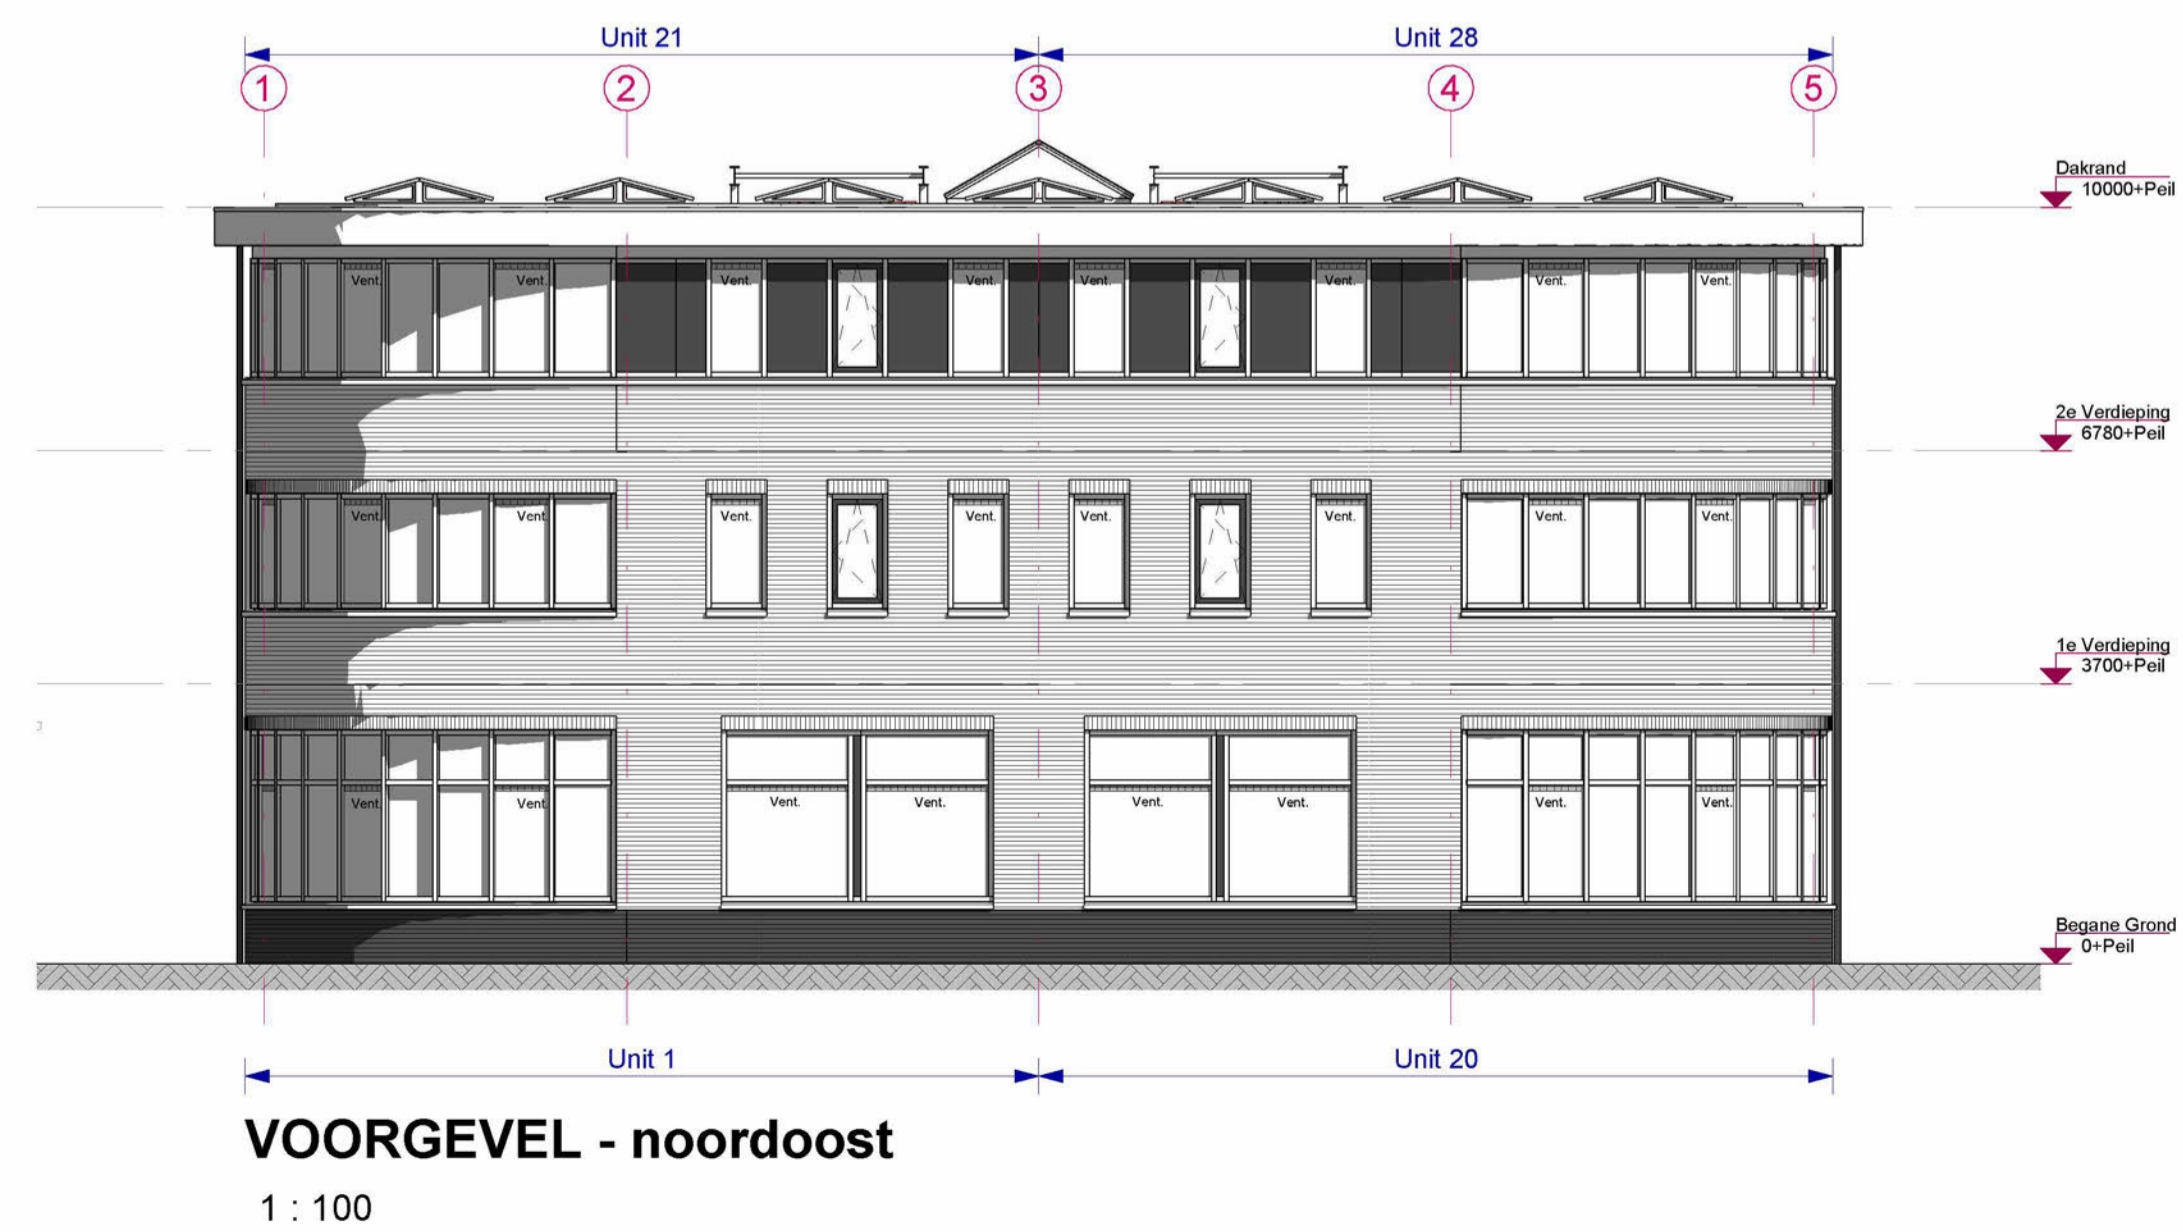 Unit 21 Unit 28
1 2 3 4 5
Dakrand
10000+Peil
Vent. Vent. Vent. Vent. Vent. Vent. Vent. Vent.
2e Verdieping
6780+Peil
Vent. Vent. Vent. Vent. Vent. Vent. Vent. Vent.
1e Verdieping
3700+Peil
Vent. Vent. Vent. Vent. Vent. Vent. Vent. Vent.
Begane Grond
0+Peil
Unit 1 Unit 20
VOORGEVEL - noordoost
1 : 100